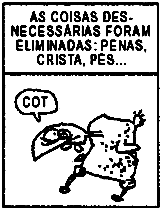 AS COISAS DES-
NECESSÁRIAS FORAM
ELIMINADAS: PENAS,
CRISTA, PÉS...
COT